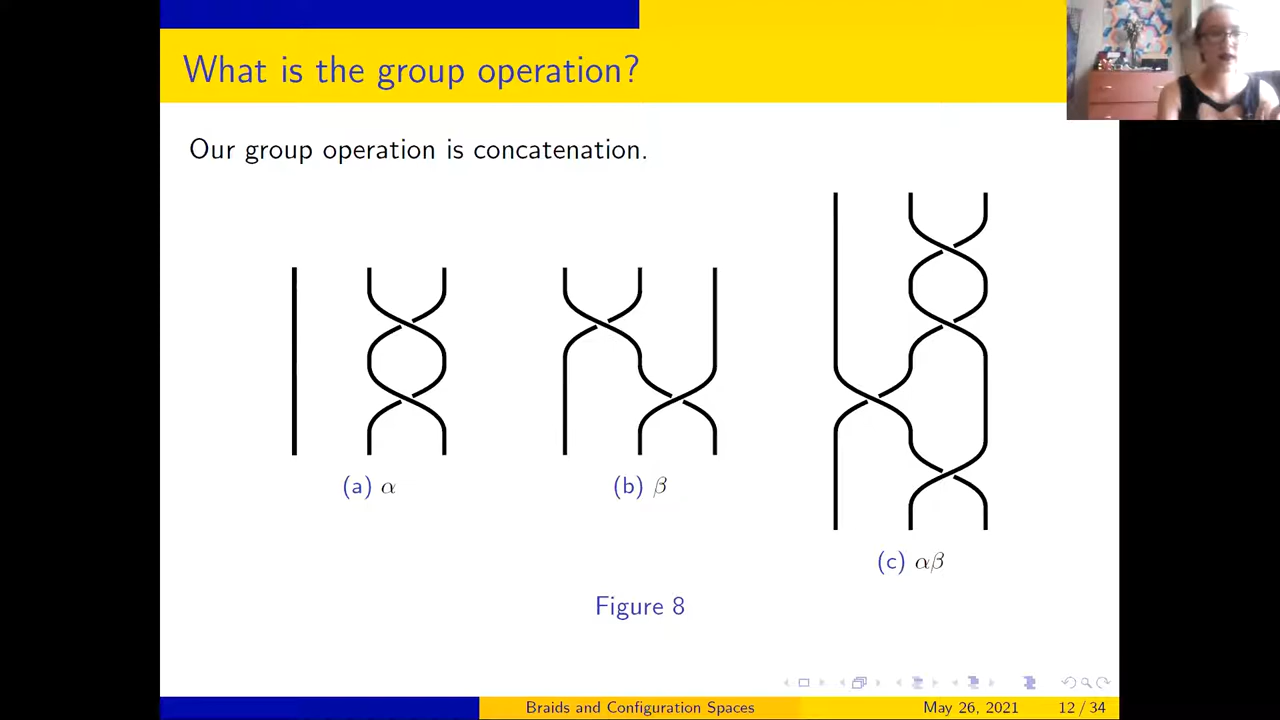 What is the group operation?
Our group operation is concatenation.
(a) α
(b) β
(c) αβ
Figure 8
Braids and Configuration Spaces
May 26, 2021
12 / 34